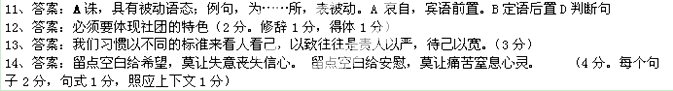 11、答案：A 诛，具有被动语态；例句，为……所，表被动。A 哀自，宾语前置。B 定语后置 D 判断句
12、答案：必须要体现社团的特色（2 分。修辞 1 分，得体 1 分）
13、答案：我们习惯以不同的标准来看人看己，以致往往是责人以严，待己以宽。（3 分）
14、答案：留点空白给希望，莫让失意丧失信心。 留点空白给安慰，莫让痛苦窒息心灵。 （4 分。每个句
子 2 分，句式 1 分，照应上下文 1 分）